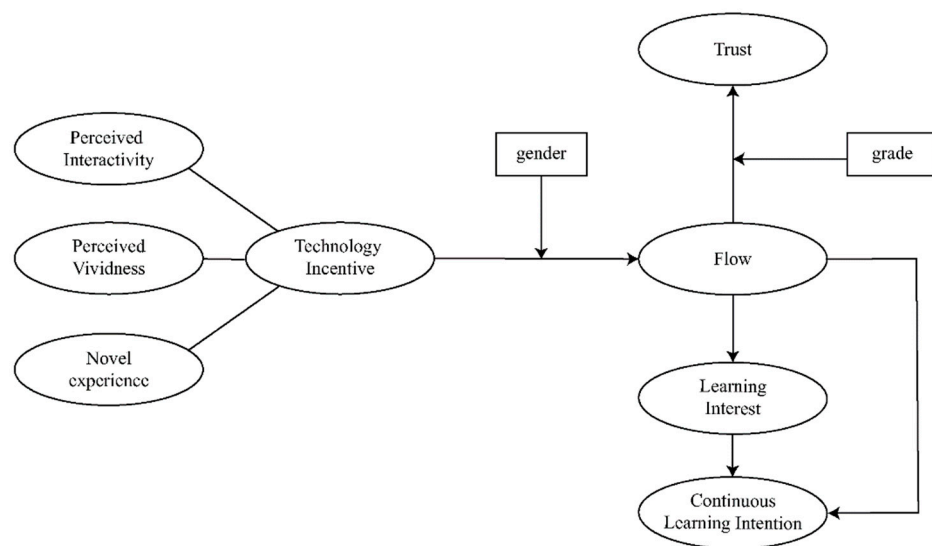 Trust
Perceived
Interactivity
gender
grade
Perceived
Vividness
Technology
Incentive
Flow
Novel
experience
Learning
Interest
Continuous
Learning Intention